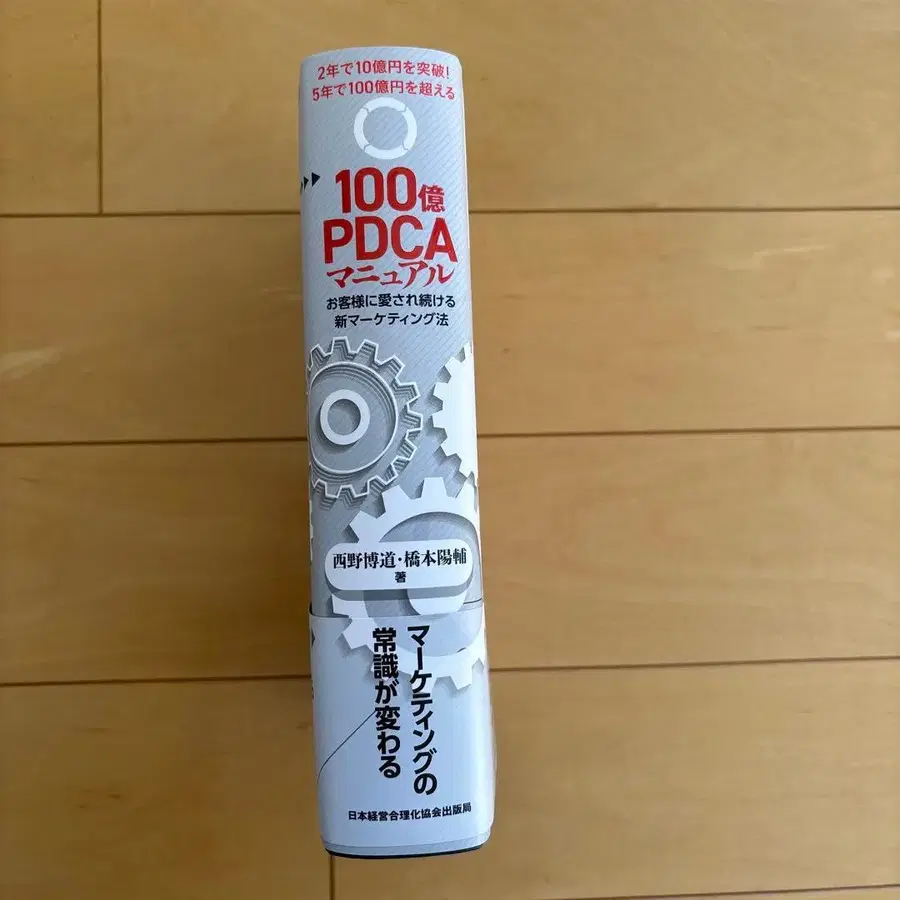 2年で10億円を突破!
5年で100億円を超える
100億
PDCA
マニュアル
お客様に愛され続ける
新マーケティング法
西野博道・橋本陽輔
著
マーケティングの
常識が変わる
日本経営合理化協会出版局